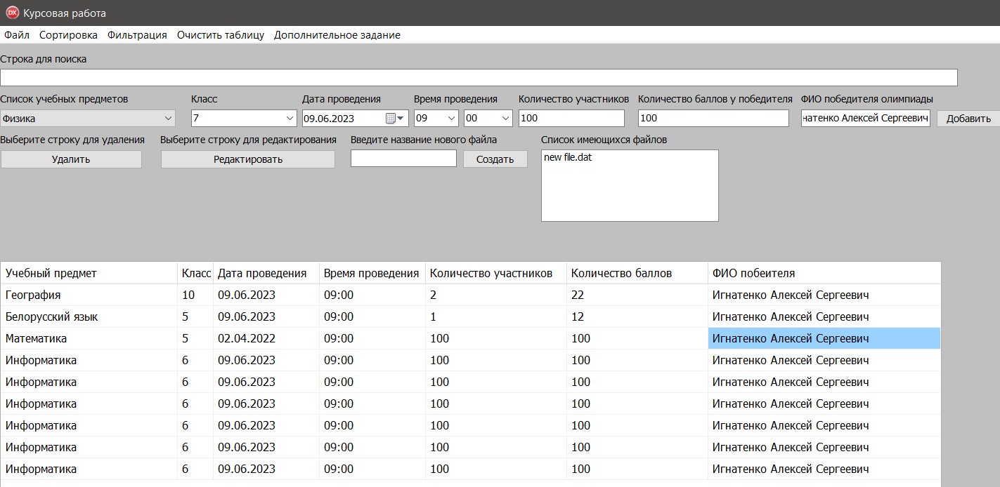 DX Курсовая работа
Файл Сортировка Фильтрация Очистить таблицу Дополнительное задание
Строка для поиска
Список учебных предметов Класс Дата проведения Время проведения Количество участников Количество баллов у победителя ФИО победителя олимпиады
Физика 7 09.06.2023 09 00 100 100 натенко Алексей Сергеевич Добавить
Выберите строку для удаления Выберите строку для редактирования Введите название нового файла Список имеющихся файлов
Удалить Редактировать Создать new file.dat
Учебный предмет Класс Дата проведения Время проведения Количество участников Количество баллов ФИО побеителя
География 10 09.06.2023 09:00 2 22 Игнатенко Алексей Сергеевич
Белорусский язык 5 09.06.2023 09:00 1 12 Игнатенко Алексей Сергеевич
Математика 5 02.04.2022 09:00 100 100 Игнатенко Алексей Сергеевич
Информатика 6 09.06.2023 09:00 100 100 Игнатенко Алексей Сергеевич
Информатика 6 09.06.2023 09:00 100 100 Игнатенко Алексей Сергеевич
Информатика 6 09.06.2023 09:00 100 100 Игнатенко Алексей Сергеевич
Информатика 6 09.06.2023 09:00 100 100 Игнатенко Алексей Сергеевич
Информатика 6 09.06.2023 09:00 100 100 Игнатенко Алексей Сергеевич
Информатика 6 09.06.2023 09:00 100 100 Игнатенко Алексей Сергеевич